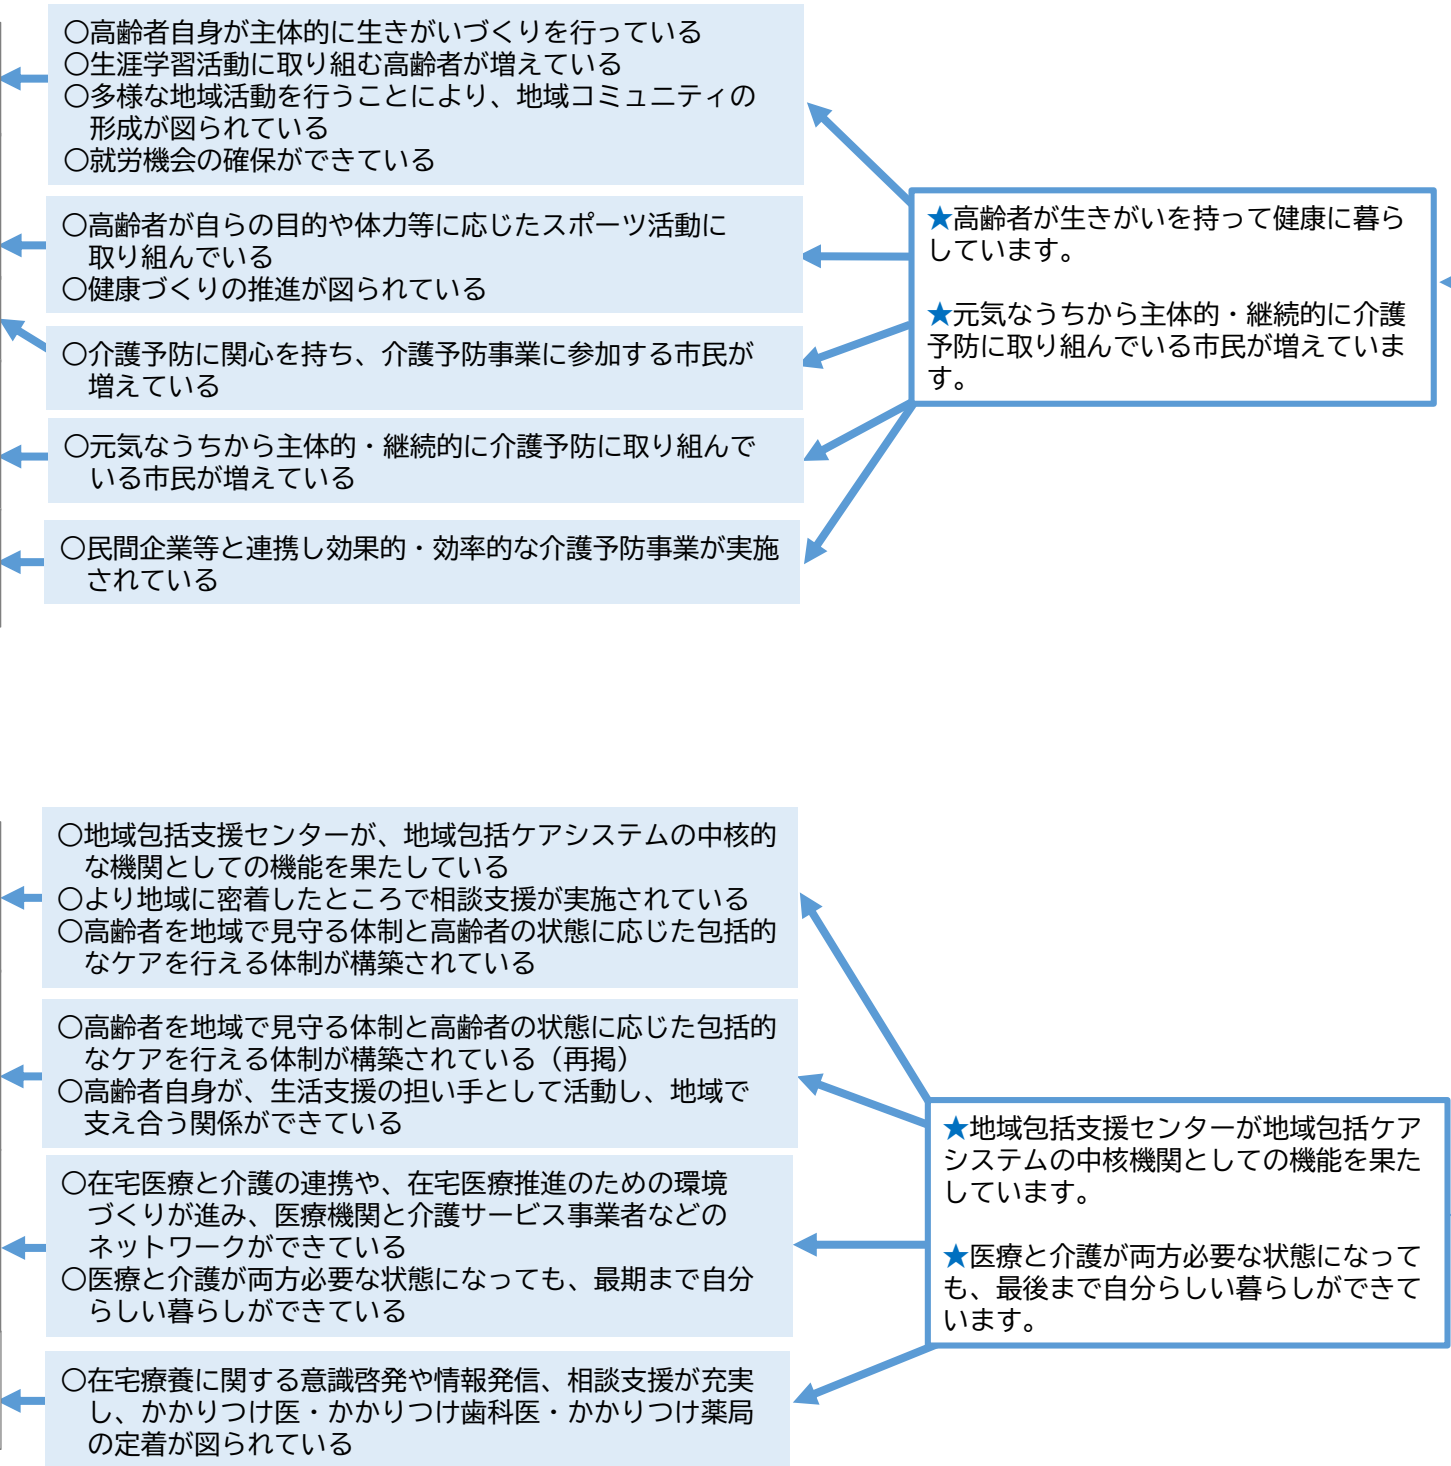 〇高齢者自身が主体的に生きがいづくりを行っている
〇生涯学習活動に取り組む高齢者が増えている
〇多様な地域活動を行うことにより、地域コミュニティの
形成が図られている
〇就労機会の確保ができている
〇高齢者が自らの目的や体力等に応じたスポーツ活動に
取り組んでいる
〇健康づくりの推進が図られている
〇介護予防に関心を持ち、介護予防事業に参加する市民が
増えている
〇元気なうちから主体的・継続的に介護予防に取り組んで
いる市民が増えている
〇民間企業等と連携し効果的・効率的な介護予防事業が実施
されている
★高齢者が生きがいを持って健康に暮ら
しています。
★元気なうちから主体的・継続的に介護
予防に取り組んでいる市民が増えていま
す。
〇地域包括支援センターが、地域包括ケアシステムの中核的
な機関としての機能を果たしている
〇より地域に密着したところで相談支援が実施されている
〇高齢者を地域で見守る体制と高齢者の状態に応じた包括的
なケアを行える体制が構築されている
〇高齢者を地域で見守る体制と高齢者の状態に応じた包括的
なケアを行える体制が構築されている（再掲）
〇高齢者自身が、生活支援の担い手として活動し、地域で
支え合う関係ができている
〇在宅医療と介護の連携や、在宅医療推進のための環境
づくりが進み、医療機関と介護サービス事業者などの
ネットワークができている
〇医療と介護が両方必要な状態になっても、最期まで自分
らしい暮らしができている
〇在宅療養に関する意識啓発や情報発信、相談支援が充実
し、かかりつけ医・かかりつけ歯科医・かかりつけ薬局
の定着が図られている
★地域包括支援センターが地域包括ケア
システムの中核機関としての機能を果た
しています。
★医療と介護が両方必要な状態になって
も、最後まで自分らしい暮らしができて
います。